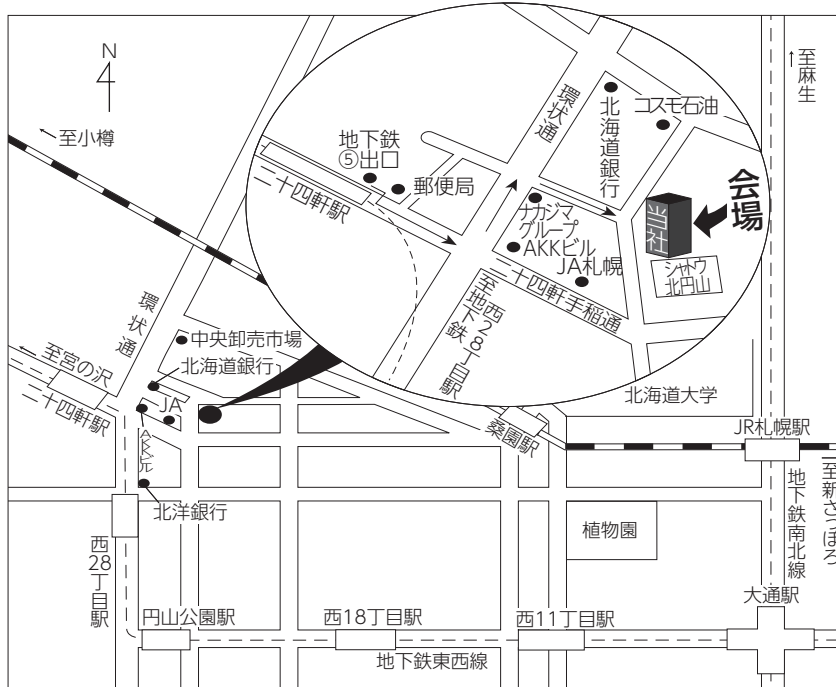 N
至小樽
地下鉄
⑤出口
郵便局
二十四軒駅
環状通
北海道銀行
コスモ石油
至麻生
会場
当社
シャトウ
北円山
ナカジマ
グループ
AKKビル
JA札幌
二十四軒手稲通
至地下鉄
西28丁目駅
環状通
中央卸売市場
北海道銀行
至宮の沢
二十四軒駅
JA
AKKビル
北洋銀行
桑園駅
北海道大学
JR札幌駅
至新さっぽろ
地下鉄南北線
植物園
西28丁目駅
大通駅
円山公園駅
西18丁目駅
西11丁目駅
地下鉄東西線